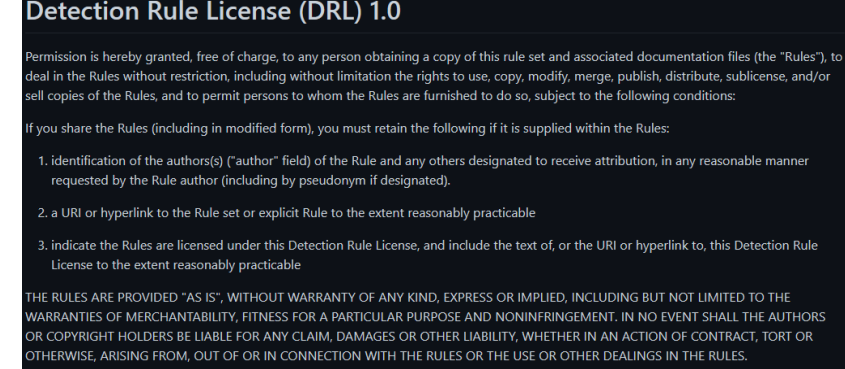 Detection Rule License (DRL) 1.0
Permission is hereby granted, free of charge, to any person obtaining a copy of this rule set and associated documentation files (the "Rules"), to
deal in the Rules without restriction, including without limitation the rights to use, copy, modify, merge, publish, distribute, sublicense, and/or
sell copies of the Rules, and to permit persons to whom the Rules are furnished to do so, subject to the following conditions:
If you share the Rules (including in modified form), you must retain the following if it is supplied within the Rules:
1. identification of the authors(s) ("author" field) of the Rule and any others designated to receive attribution, in any reasonable manner
requested by the Rule author (including by pseudonym if designated).
2. a URI or hyperlink to the Rule set or explicit Rule to the extent reasonably practicable
3. indicate the Rules are licensed under this Detection Rule License, and include the text of, or the URI or hyperlink to, this Detection Rule
License to the extent reasonably practicable
THE RULES ARE PROVIDED "AS IS", WITHOUT WARRANTY OF ANY KIND, EXPRESS OR IMPLIED, INCLUDING BUT NOT LIMITED TO THE
WARRANTIES OF MERCHANTABILITY, FITNESS FOR A PARTICULAR PURPOSE AND NONINFRINGEMENT. IN NO EVENT SHALL THE AUTHORS
OR COPYRIGHT HOLDERS BE LIABLE FOR ANY CLAIM, DAMAGES OR OTHER LIABILITY, WHETHER IN AN ACTION OF CONTRACT, TORT OR
OTHERWISE, ARISING FROM, OUT OF OR IN CONNECTION WITH THE RULES OR THE USE OR OTHER DEALINGS IN THE RULES.